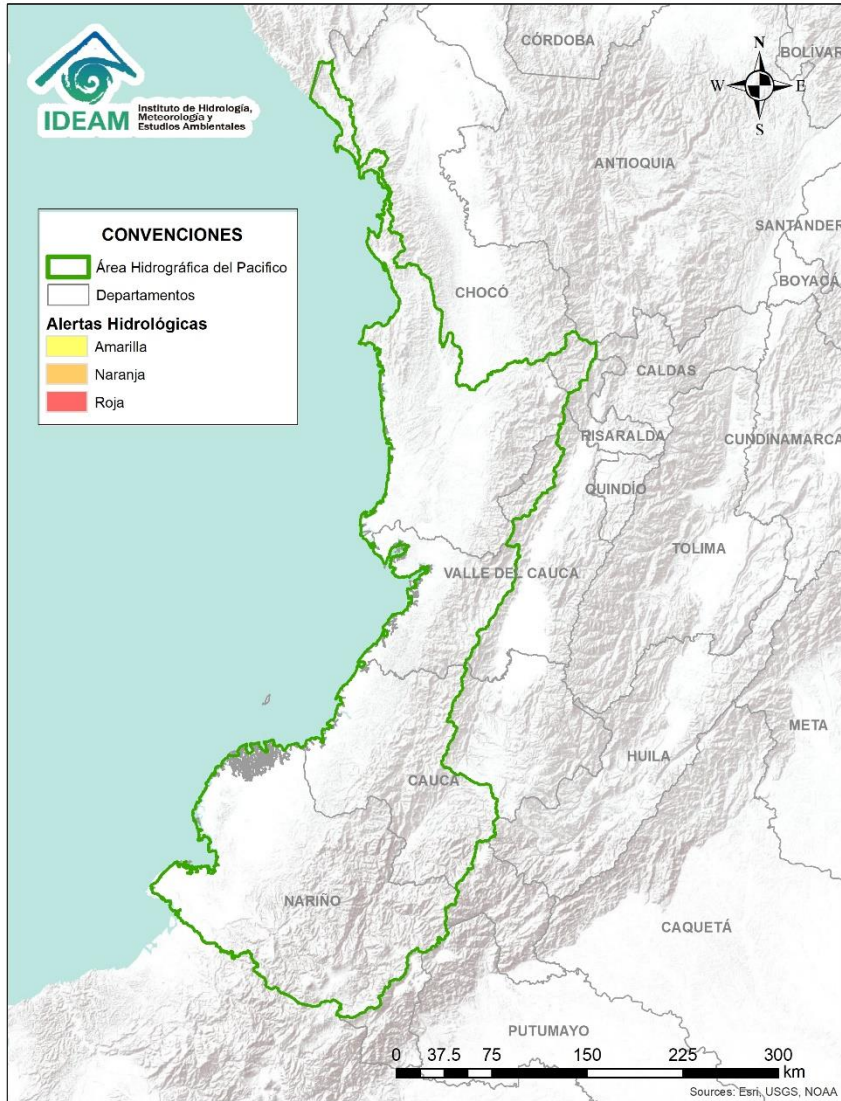 IDEAM
Instituto de Hidrología,
Meteorología y
Estudios Ambientales
CÓRDOBA
BOLÍVAR
N
W E
S
ANTIOQUIA
SANTANDER
BOYACÁ
CONVENCIONES
Área Hidrográfica del Pacifico
Departamentos
Alertas Hidrológicas
Amarilla
Naranja
Roja
CHOCÓ
CALDAS
RISARALDA
CUNDINAMARCA
QUINDÍO
TOLIMA
VALLE DEL CAUCA
META
HUILA
CAUCA
NARIÑO
CAQUETÁ
PUTUMAYO
0 37.5 75 150 225 300
km
Sources: Esri, USGS, NOAA